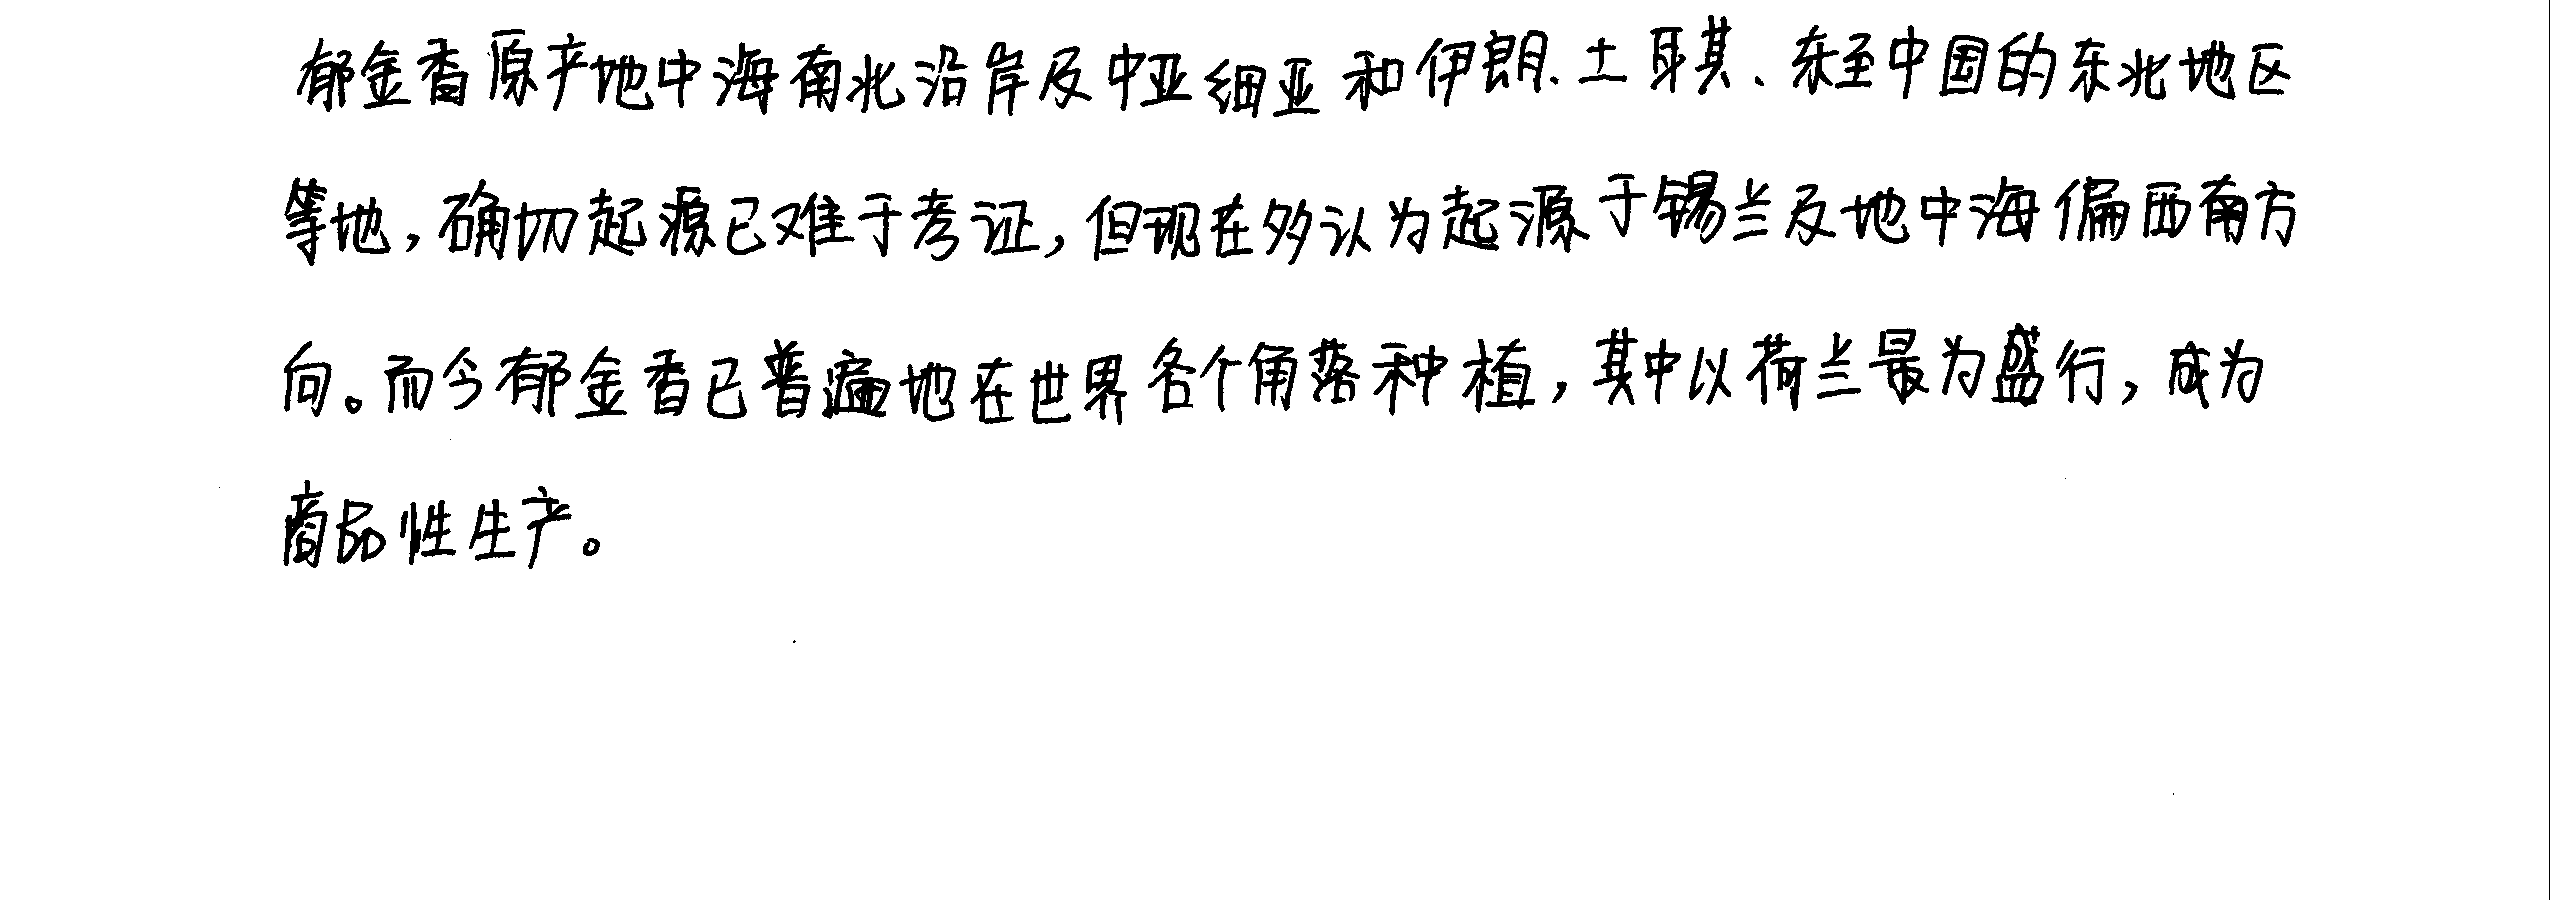 郁金香原产地中海南北沿岸及中亚细亚和伊朗、土耳其、东至中国的东北地区
等地,确切起源已难于考证,但现在多认为起源于锡兰及地中海偏西南方
向。而今郁金香已普遍地在世界各个角落种植,其中以荷兰最为盛行,成为
商品性生产。